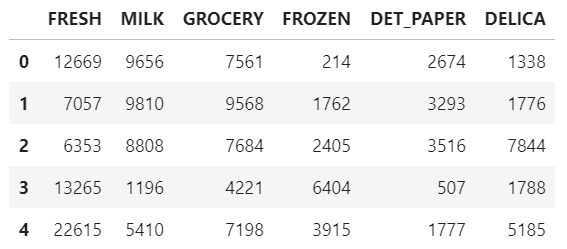 FRESH MILK GROCERY FROZEN DET_PAPER DELICA
0 12669 9656 7561 214 2674 1338
1 7057 9810 9568 1762 3293 1776
2 6353 8808 7684 2405 3516 7844
3 13265 1196 4221 6404 507 1788
4 22615 5410 7198 3915 1777 5185